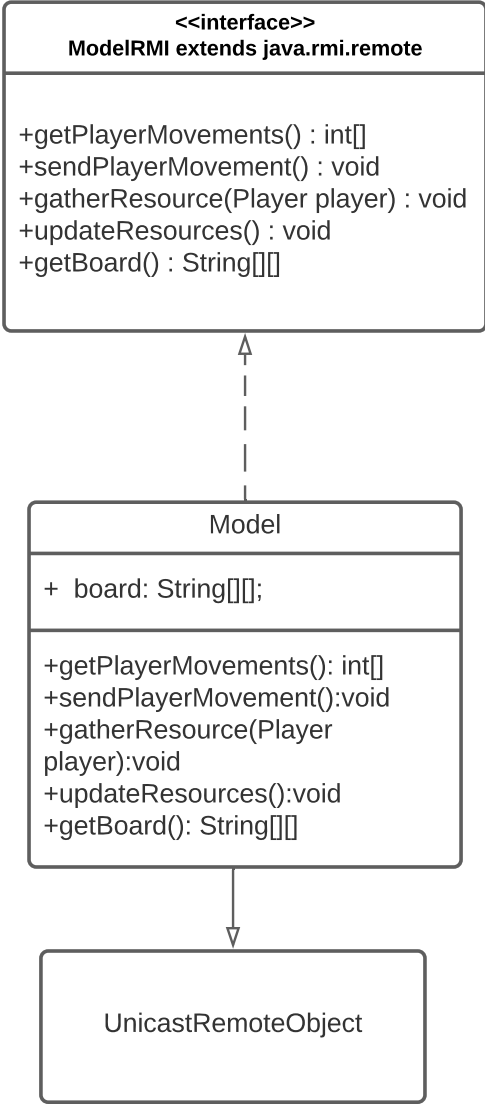 <<interface>>
ModelRMI extends java.rmi.remote
+getPlayerMovements() : int[]
+sendPlayerMovement() : void
+gatherResource(Player player) : void
+updateResources() : void
+getBoard() : String[][]
Model
+  board: String[][];
+getPlayerMovements(): int[]
+sendPlayerMovement():void
+gatherResource(Player
player):void
+updateResources():void
+getBoard(): String[][]
UnicastRemoteObject